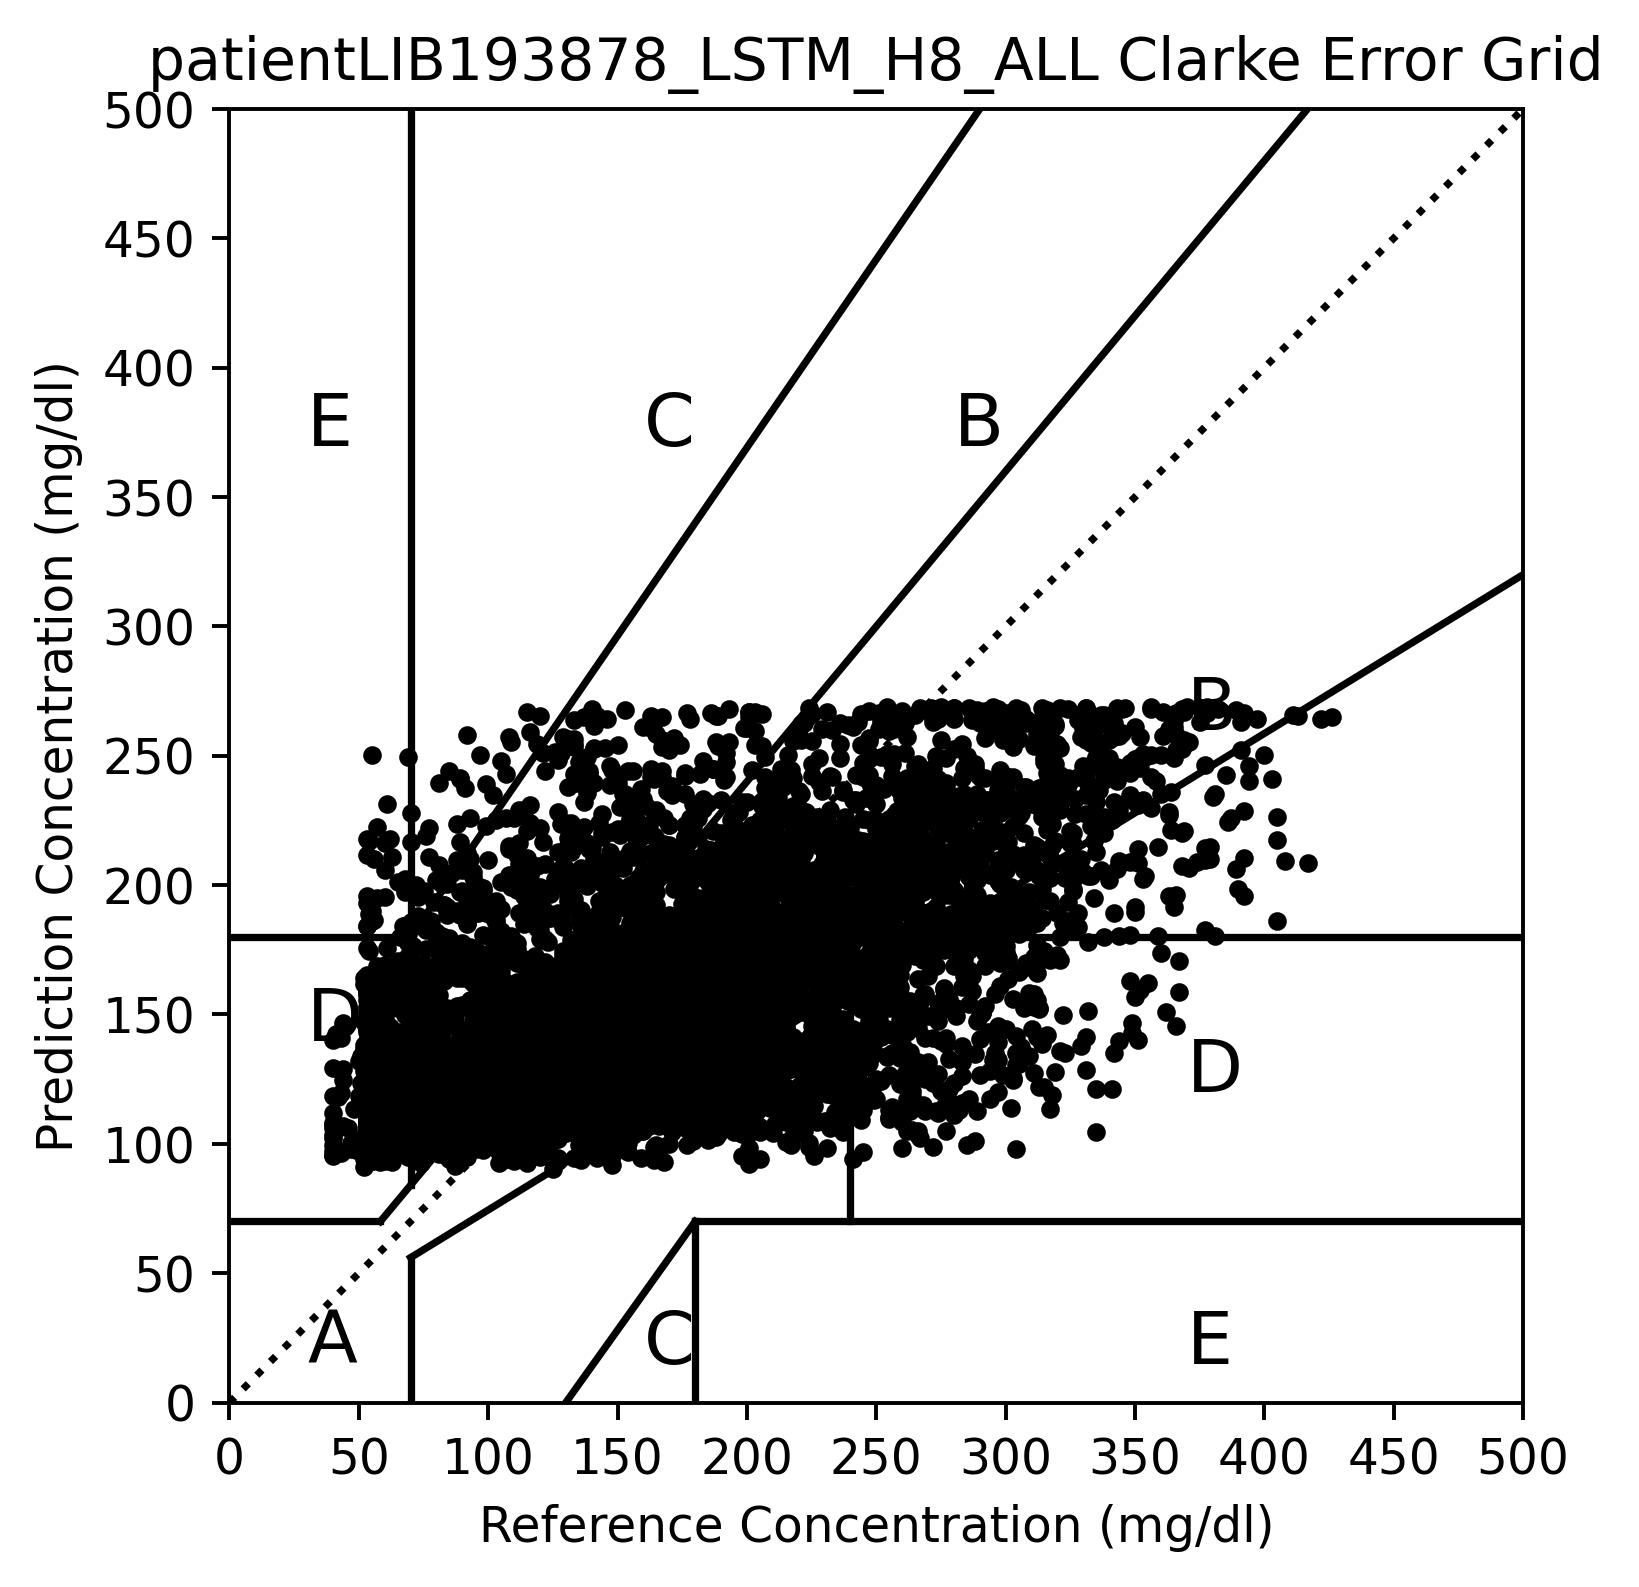 patientLIB193878_LSTM_H8_ALL Clarke Error Grid
Prediction Concentration (mg/dl)
500
450
400
350
300
250
200
150
100
50
0
E
C
B
B
D
D
A
C
E
0 50 100 150 200 250 300 350 400 450 500
Reference Concentration (mg/dl)